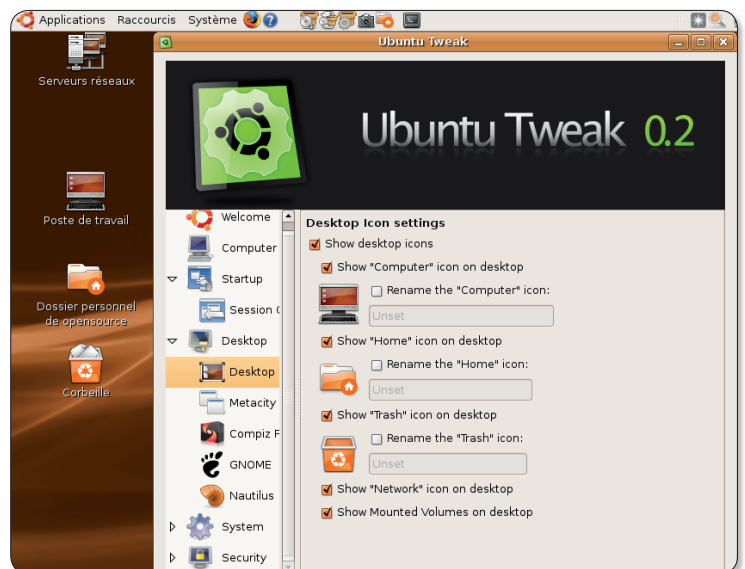 Applications Raccourcis Système
Ubuntu Tweak
Serveurs réseaux
Poste de travail
Dossier personnel
de opensource
Corbeille
Ubuntu Tweak 0.2
Welcome
Computer
Startup
Session
Desktop
Desktop
Metacity
Compiz F
GNOME
Nautilus
System
Security
Desktop Icon settings
Show desktop icons
Show "Computer" icon on desktop
Rename the "Computer" icon:
Unset
Show "Home" icon on desktop
Rename the "Home" icon:
Unset
Show "Trash" icon on desktop
Rename the "Trash" icon:
Unset
Show "Network" icon on desktop
Show Mounted Volumes on desktop